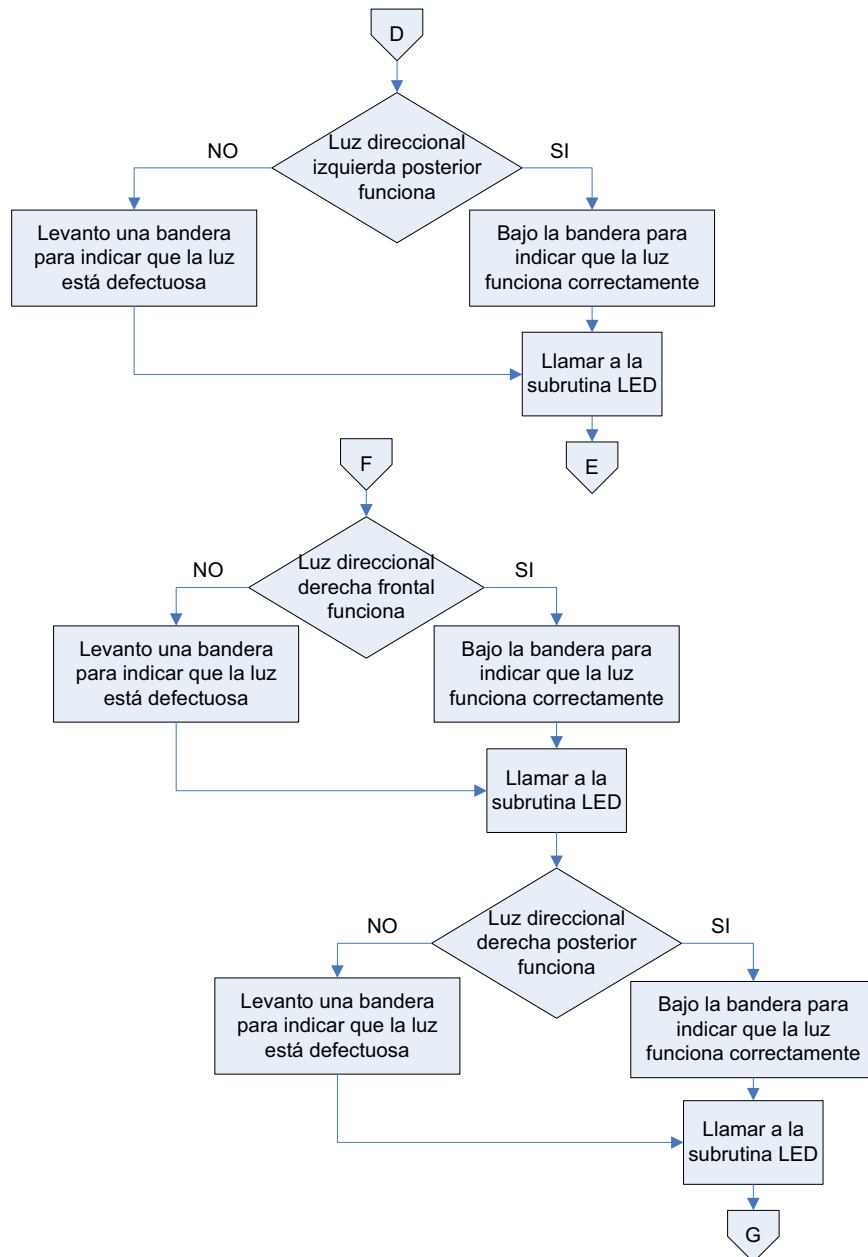 D
Luz direccional
izquierda posterior
funciona
NO
SI
Levanto una bandera
para indicar que la luz
está defectuosa
Bajo la bandera para
indicar que la luz
funciona correctamente
Llamar a la
subrutina LED
E
F
Luz direccional
derecha frontal
funciona
NO
SI
Levanto una bandera
para indicar que la luz
está defectuosa
Bajo la bandera para
indicar que la luz
funciona correctamente
Llamar a la
subrutina LED
Luz direccional
derecha posterior
funciona
NO
SI
Levanto una bandera
para indicar que la luz
está defectuosa
Bajo la bandera para
indicar que la luz
funciona correctamente
Llamar a la
subrutina LED
G